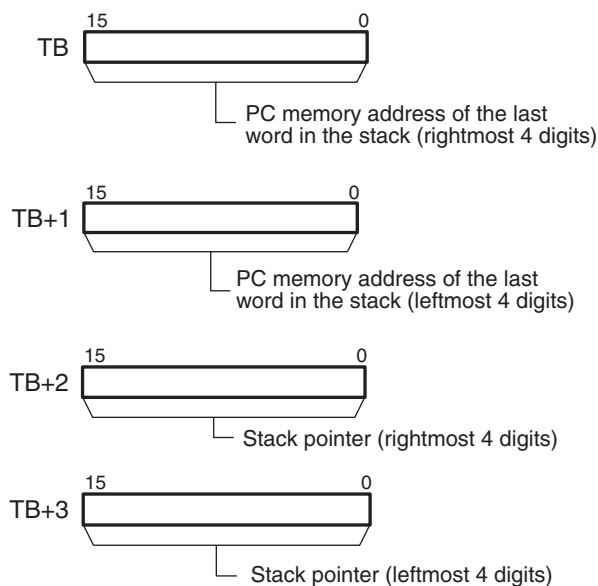 15 0
TB
PC memory address of the last
word in the stack (rightmost 4 digits)
15 0
TB+1
PC memory address of the last
word in the stack (leftmost 4 digits)
15 0
TB+2
Stack pointer (rightmost 4 digits)
15 0
TB+3
Stack pointer (leftmost 4 digits)